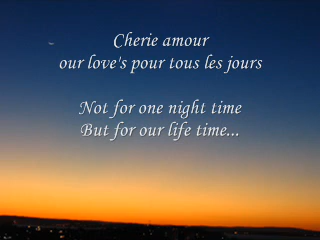 Cherie amour
our love's pour tous les jours
Not for one night time
But for our life time...